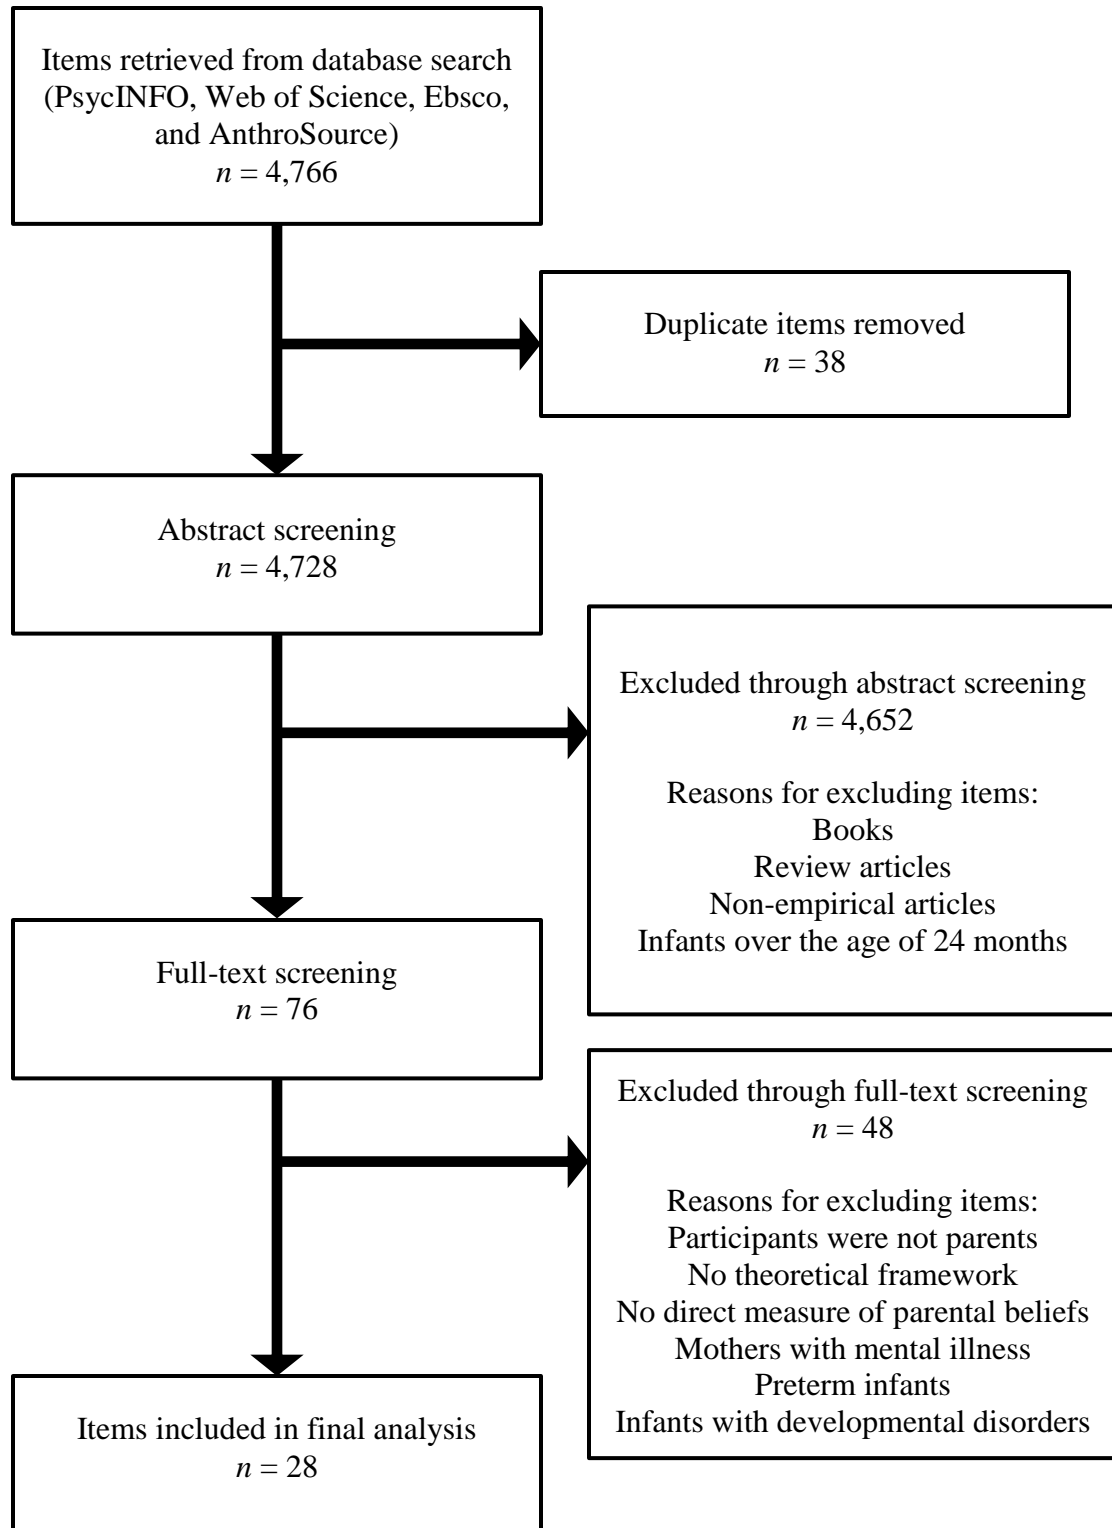 Items retrieved from database search
(PsycINFO, Web of Science, Ebsco,
and AnthroSource)
n = 4,766
Duplicate items removed
n = 38
Abstract screening
n = 4,728
Excluded through abstract screening
n = 4,652
Reasons for excluding items:
Books
Review articles
Non-empirical articles
Infants over the age of 24 months
Full-text screening
n = 76
Excluded through full-text screening
n = 48
Reasons for excluding items:
Participants were not parents
No theoretical framework
No direct measure of parental beliefs
Mothers with mental illness
Preterm infants
Infants with developmental disorders
Items included in final analysis
n = 28